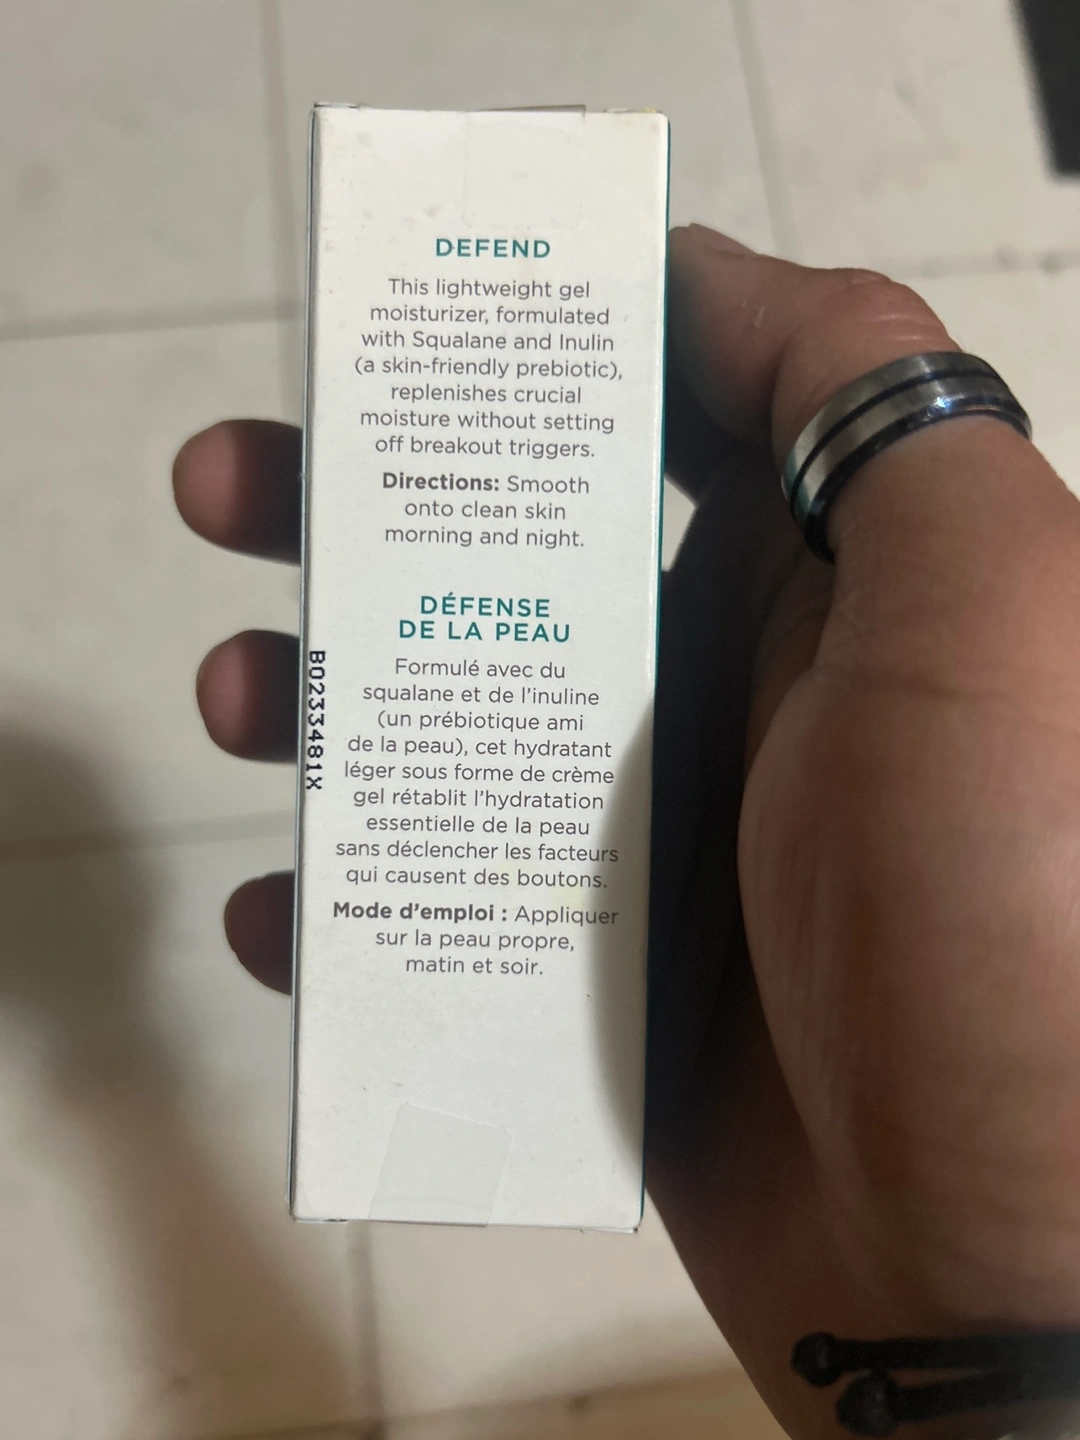 DEFEND
This lightweight gel
moisturizer, formulated
with Squalane and Inulin
(a skin-friendly prebiotic),
replenishes crucial
moisture without setting
off breakout triggers.
Directions: Smooth
onto clean skin
morning and night.
DÉFENSE
DE LA PEAU
Formulé avec du
squalane et de l'inuline
(un prébiotique ami
de la peau), cet hydratant
léger sous forme de crème
gel rétablit l'hydratation
essentielle de la peau
sans déclencher les facteurs
qui causent des boutons.
Mode d'emploi : Appliquer
sur la peau propre,
matin et soir.
B0233481X